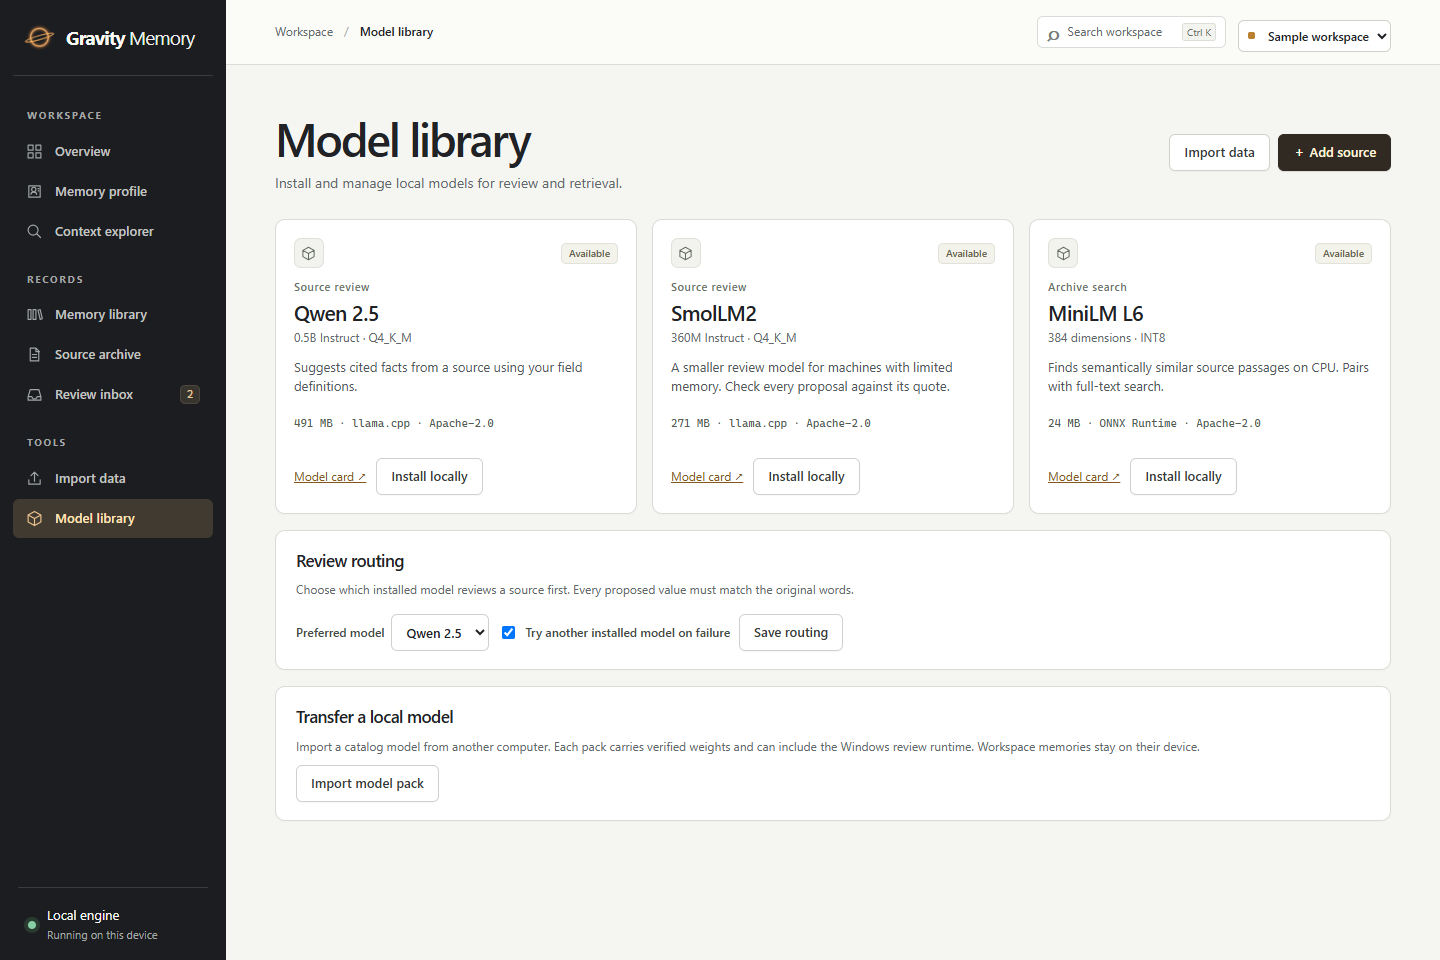 Gravity Memory
WORKSPACE
Overview
Memory profile
Context explorer
RECORDS
Memory library
Source archive
Review inbox 2
TOOLS
Import data
Model library
Local engine
Running on this device
Workspace / Model library
Search workspace Ctrl K
Sample workspace
Model library
Install and manage local models for review and retrieval.
Import data
+ Add source
Available
Source review
Qwen 2.5
0.5B Instruct · Q4_K_M
Suggests cited facts from a source using your field
definitions.
491 MB · llama.cpp · Apache-2.0
Model card ↗ Install locally
Available
Source review
SmolLM2
360M Instruct · Q4_K_M
A smaller review model for machines with limited
memory. Check every proposal against its quote.
271 MB · llama.cpp · Apache-2.0
Model card ↗ Install locally
Available
Archive search
MiniLM L6
384 dimensions · INT8
Finds semantically similar source passages on CPU. Pairs
with full-text search.
24 MB · ONNX Runtime · Apache-2.0
Model card ↗ Install locally
Review routing
Choose which installed model reviews a source first. Every proposed value must match the original words.
Preferred model Qwen 2.5 Try another installed model on failure Save routing
Transfer a local model
Import a catalog model from another computer. Each pack carries verified weights and can include the Windows review runtime. Workspace memories stay on their device.
Import model pack